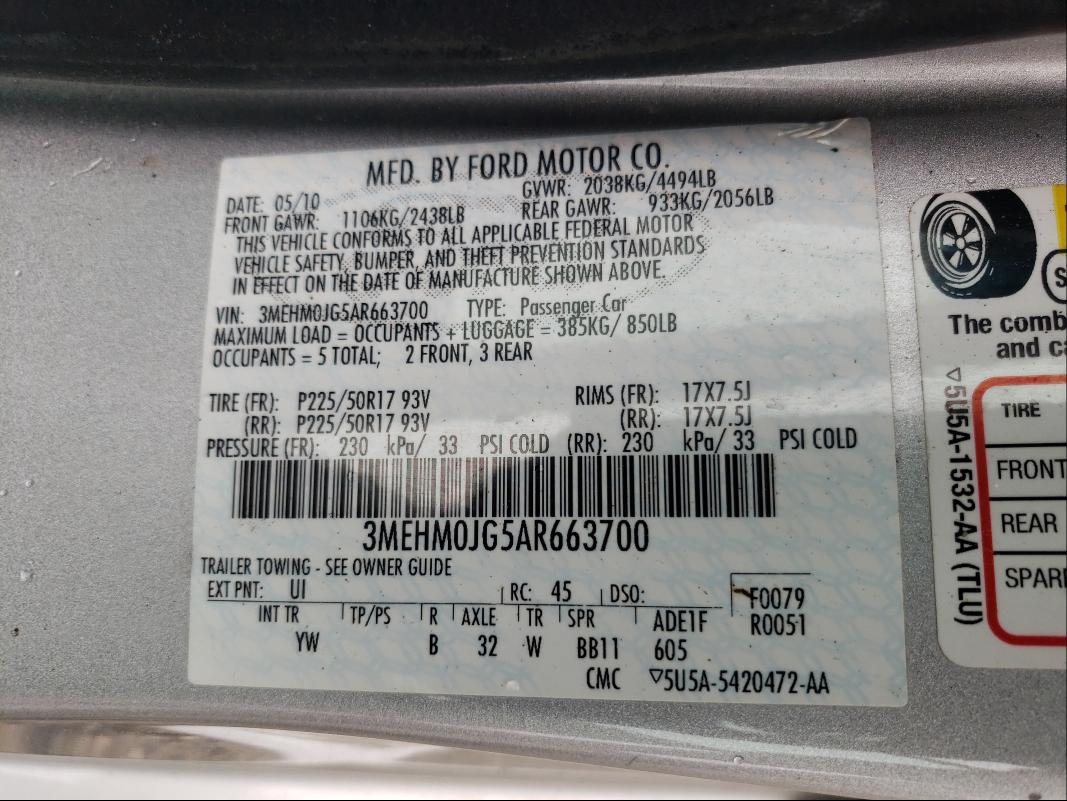 MFD. BY FORD MOTOR CO.
DATE: 05/10 GVWR: 2038KG/4494LB
FRONT GAWR: 1106KG/2438LB REAR GAWR: 933KG/2056LB
THIS VEHICLE CONFORMS TO ALL APPLICABLE FEDERAL MOTOR
VEHICLE SAFETY, BUMPER, AND THEFT PREVENTION STANDARDS
IN EFFECT ON THE DATE OF MANUFACTURE SHOWN ABOVE.
VIN: 3MEHM0JG5AR663700 TYPE: Passenger Car
MAXIMUM LOAD = OCCUPANTS + LUGGAGE = 385KG/ 850LB
OCCUPANTS = 5 TOTAL; 2 FRONT, 3 REAR
TIRE (FR): P225/50R17 93V RIMS (FR): 17X7.5J
(RR): P225/50R17 93V (RR): 17X7.5J
PRESSURE (FR): 230 kPa/ 33 PSI COLD (RR): 230 kPa/ 33 PSI COLD
3MEHM0JG5AR663700
TRAILER TOWING - SEE OWNER GUIDE
EXT PNT: UI RC: 45 DSO: F0079
INT TR TP/PS R AXLE TR SPR ADE1F R0051
YW B 32 W BB11 605
CMC ▽5U5A-5420472-AA
The comb
and ca
▽5U5A-1532-AA (TLU)
TIRE
FRONT
REAR
SPAR